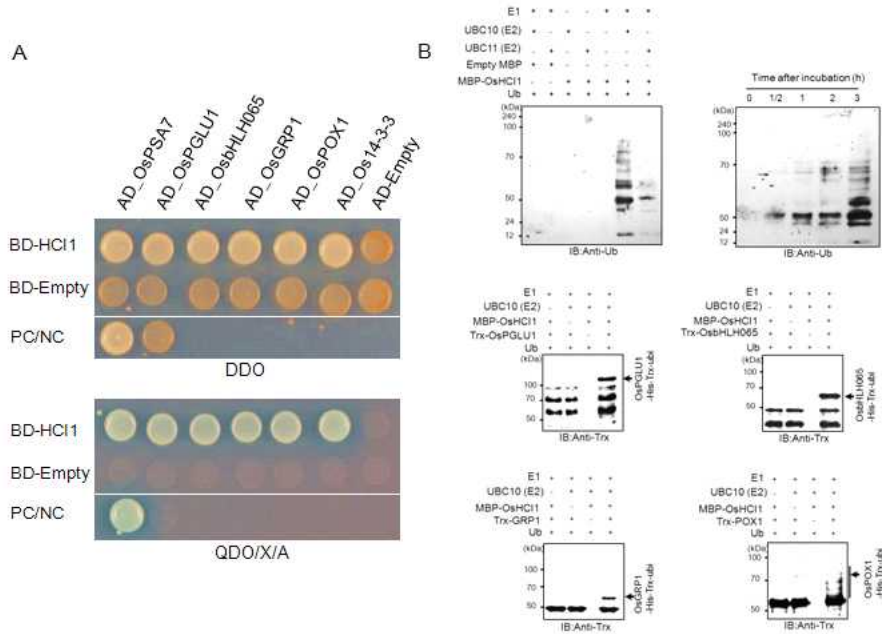 A
AD_OsPSA7
AD_OsPGLU1
AD_OsbHLH065
AD_OsGRP1
AD_OsPOX1
AD_Os14-3-3
AD-Empty
BD-HCI1
BD-Empty
PC/NC
DDO
BD-HCI1
BD-Empty
PC/NC
QDO/X/A
B
E1 - + - - + + +
UBC10 (E2)
UBC11 (E2)
Empty MBP
MBP-OsHCI1
Ub
(kDa)
240
100
70
50
24
12
IB:Anti-Ub
Time after incubation (h)
0 1/2 1 2 3
(kDa)
240
100
70
50
24
12
IB:Anti-Ub
E1
UBC10 (E2)
MBP-OsHCI1
Trx-OsPGLU1
Ub
(kDa)
100
70
50
OsPGLU1
-His-Trx-ubi
IB:Anti-Trx
E1
UBC10 (E2)
MBP-OsHCI1
Trx-OsbHLH065
Ub
(kDa)
100
70
50
OsbHLH065
-His-Trx-ubi
IB:Anti-Trx
E1
UBC10 (E2)
MBP-OsHCI1
Trx-GRP1
Ub
(kDa)
100
70
50
OsGRP1
-His-Trx-ubi
IB:Anti-Trx
E1
UBC10 (E2)
MBP-OsHCI1
Trx-POX1
Ub
(kDa)
100
70
50
OsPOX1
-His-Trx-ubi
IB:Anti-Trx